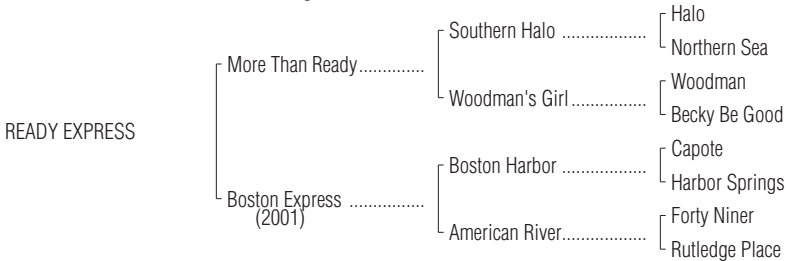 Halo
Southern Halo ..................
Northern Sea
More Than Ready..............
Woodman
Woodman's Girl................
Becky Be Good
READY EXPRESS
Capote
Boston Harbor ..................
Harbor Springs
Boston Express ................
(2001)
Forty Niner
American River..................
Rutledge Place